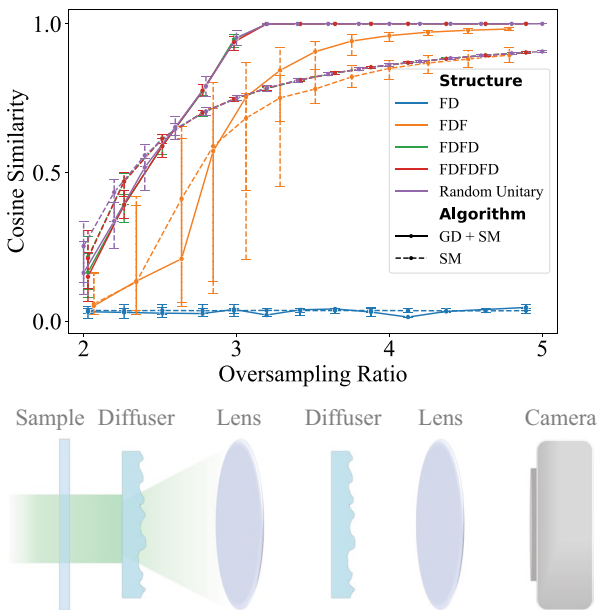 1.0
0.5
0.0
Cosine Similarity
2
3
4
5
Oversampling Ratio
Structure
FD
FDF
FDFD
FDFDFD
Random Unitary
Algorithm
GD + SM
SM
Sample Diffuser Lens Diffuser Lens Camera